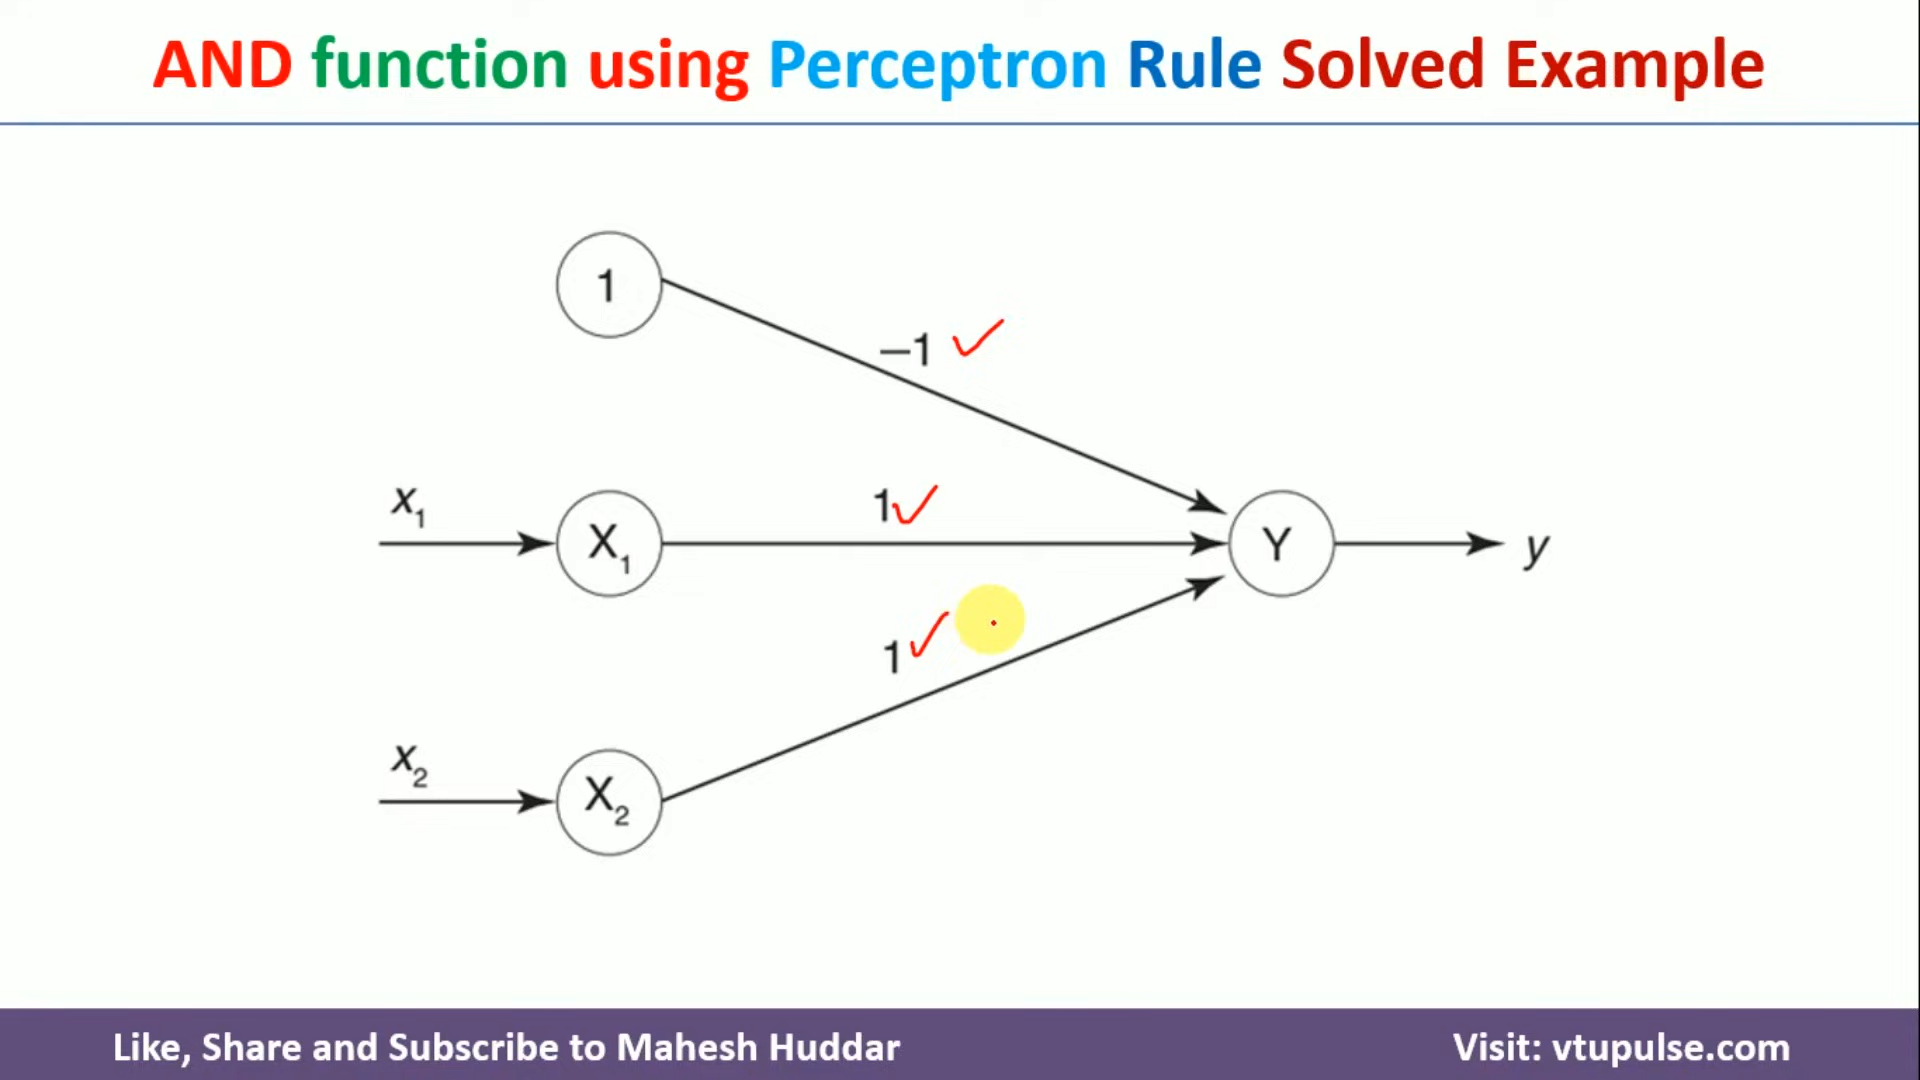 AND function using Perceptron Rule Solved Example
1
–1
x1
X1
1
Y
y
1
x2
X2
Like, Share and Subscribe to Mahesh Huddar
Visit: vtupulse.com